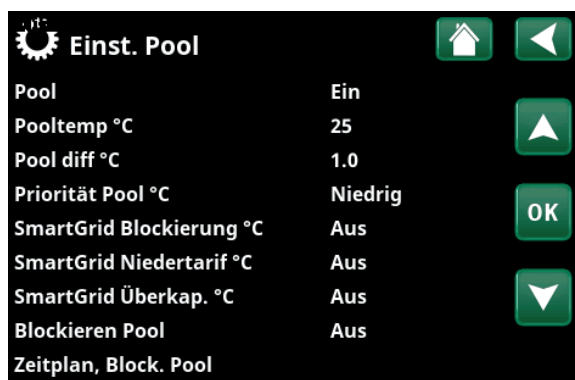 Einst. Pool
Pool Ein
Pooltemp °C 25
Pool diff °C 1.0
Priorität Pool °C Niedrig
OK
SmartGrid Blockierung °C Aus
SmartGrid Niedertarif °C Aus
SmartGrid Überkap. °C Aus
Blockieren Pool Aus
Zeitplan, Block. Pool